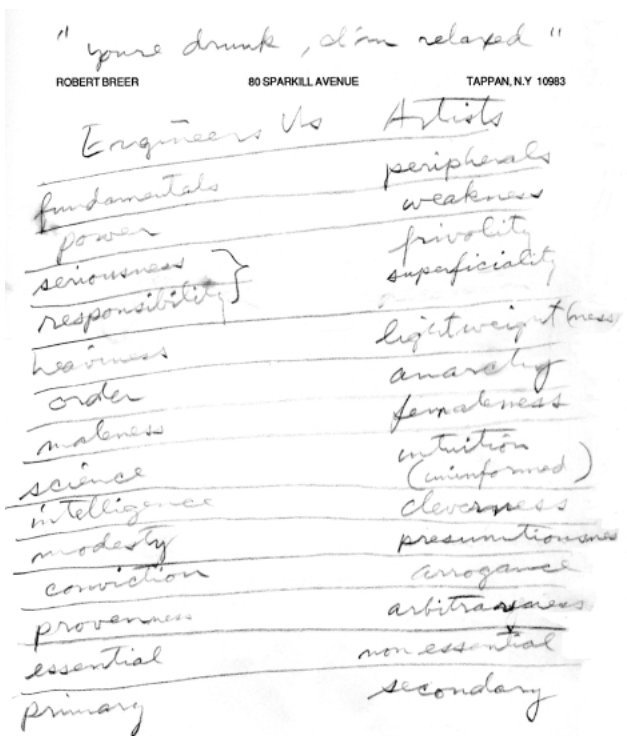 "youre drunk, I'm relaxed"
ROBERT BREER 80 SPARKILL AVENUE TAPPAN, N.Y 10983
Engineers Vs Artists
fundamentals peripherals
power weakness
seriousness } frivolity
responsibility } superficiality
heaviness lightweight(ness)
order anarchy
maleness femaleness
science intuition
(uninformed)
intelligence cleverness
modesty presumptiousness
conviction arrogance
provenness arbitraryness
essential non essential
primary secondary